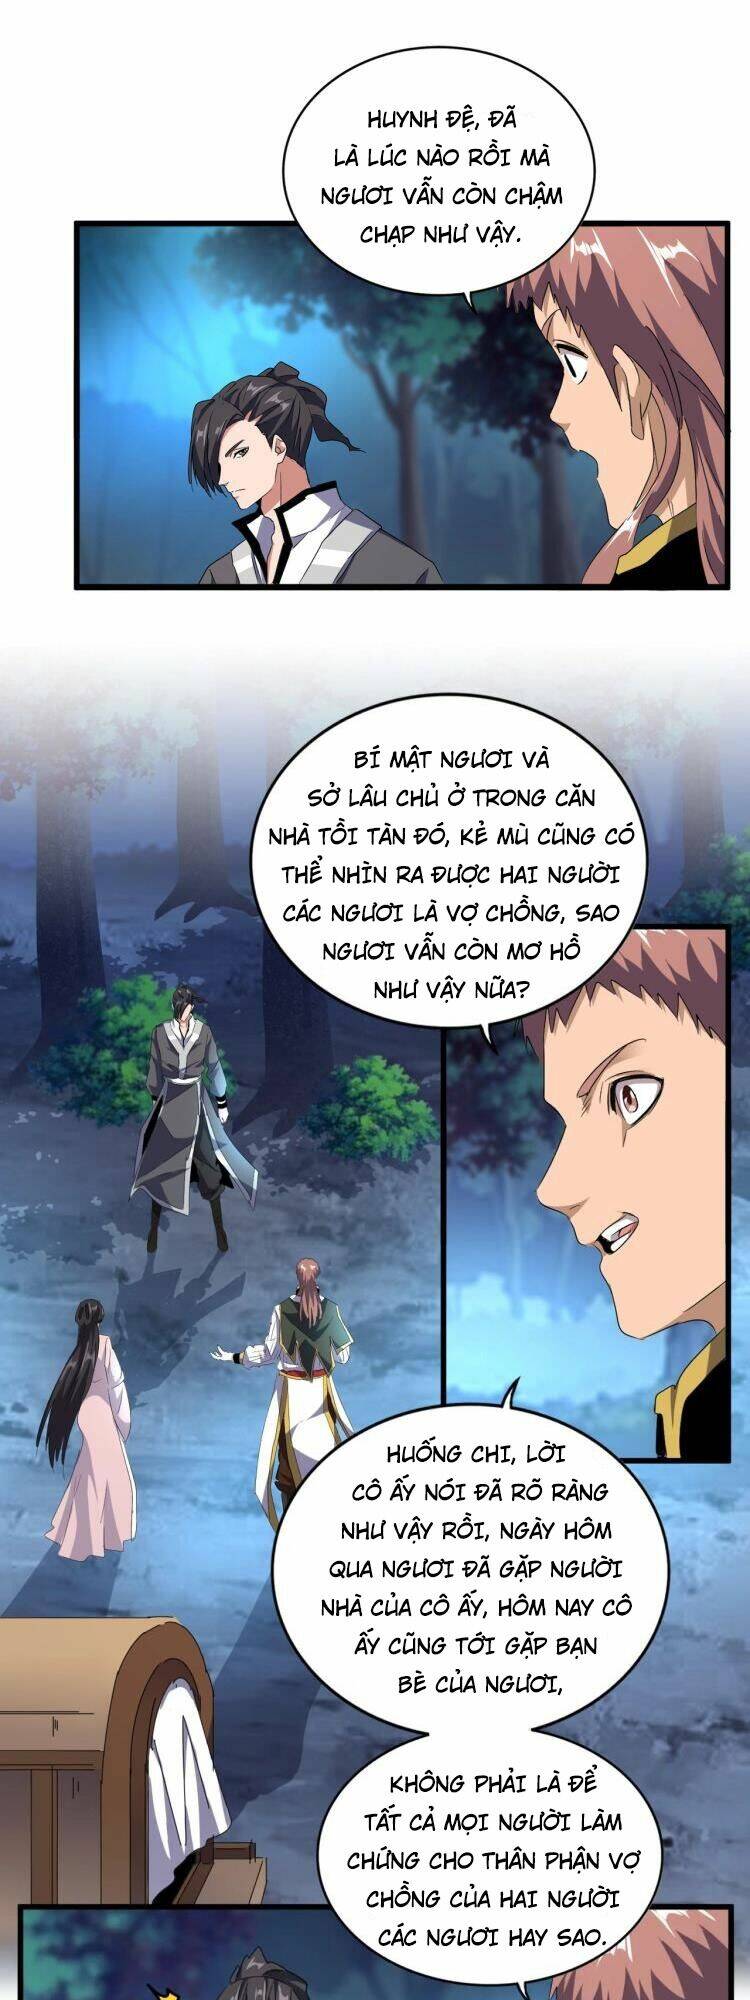 HUYNH ĐỆ, ĐÃ
LÀ LÚC NÀO RỒI MÀ
NGƯƠI VẪN CÒN CHẬM
CHẠP NHƯ VẬY.
BÍ MẬT NGƯƠI VÀ
SỞ LÂU CHỦ Ở TRONG CĂN
NHÀ TỒI TÀN ĐÓ, KẺ MÙ CŨNG CÓ
THỂ NHÌN RA ĐƯỢC HAI NGƯỜI
CÁC NGƯƠI LÀ VỢ CHỒNG, SAO
NGƯƠI VẪN CÒN MƠ HỒ
NHƯ VẬY NỮA?
HUỐNG CHI, LỜI
CÔ ẤY NÓI ĐÃ RÕ RÀNG
NHƯ VẬY RỒI, NGÀY HÔM
QUA NGƯƠI ĐÃ GẶP NGƯỜI
NHÀ CỦA CÔ ẤY, HÔM NAY CÔ
ẤY CŨNG TỚI GẶP BẠN
BÈ CỦA NGƯƠI,
KHÔNG PHẢI LÀ ĐỂ
TẤT CẢ MỌI NGƯỜI LÀM
CHỨNG CHO THÂN PHẬN VỢ
CHỒNG CỦA HAI NGƯỜI
CÁC NGƯƠI HAY SAO.